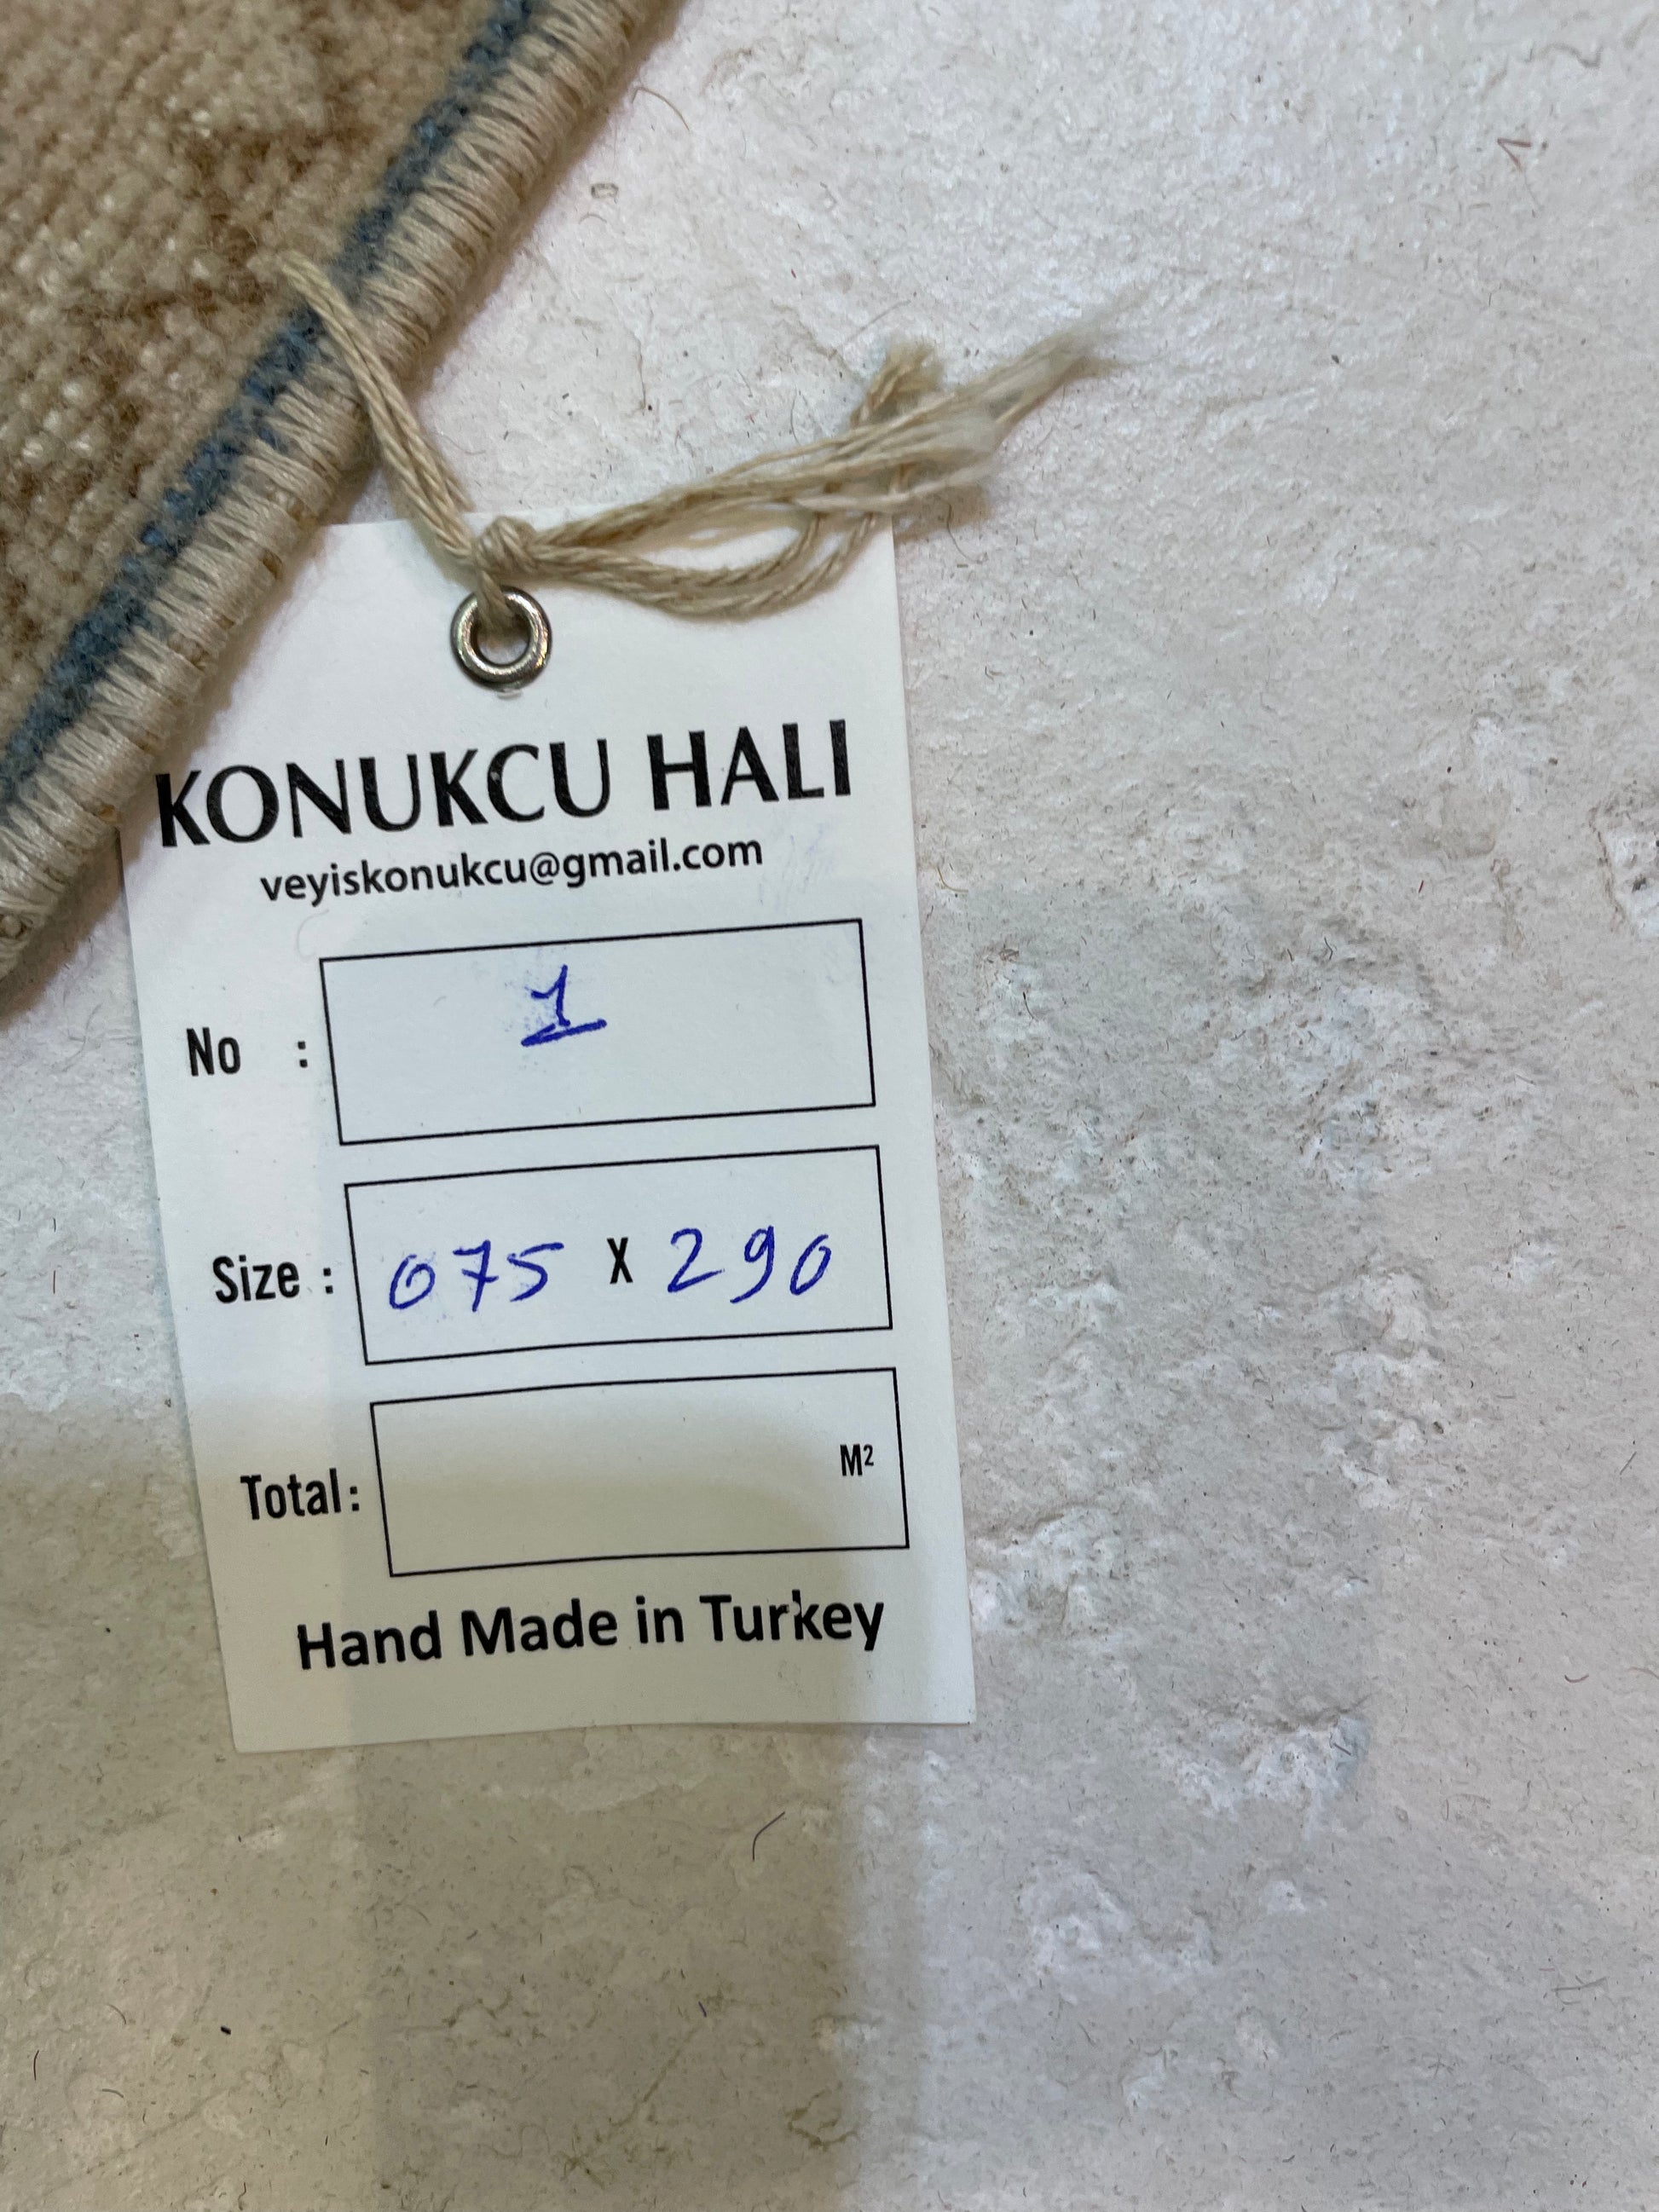 KONUKCU HALI
veyiskonukcu@gmail.com
No : 1
Size : 075 X 290
Total: M²
Hand Made in Turkey